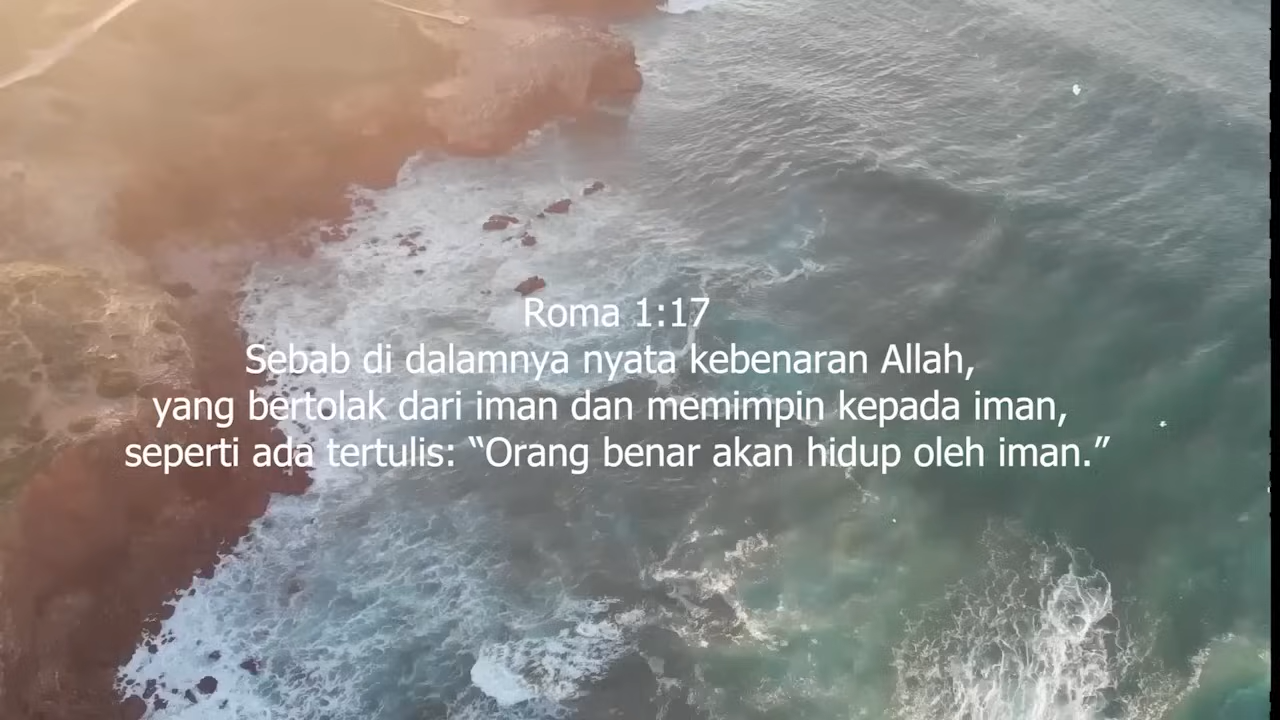 Roma 1:17
Sebab di dalamnya nyata kebenaran Allah,
yang bertolak dari iman dan memimpin kepada iman,
seperti ada tertulis: “Orang benar akan hidup oleh iman.”